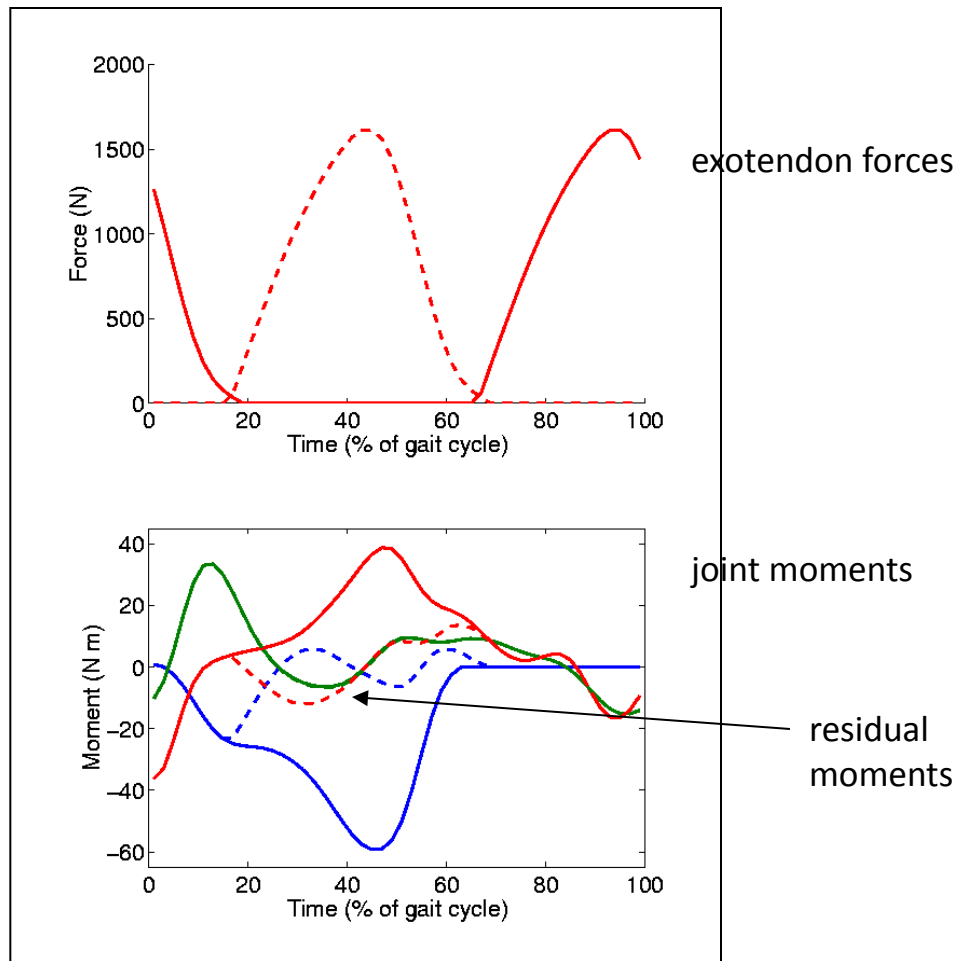 2000
1500
1000
500
0
Force (N)
0 20 40 60 80 100
Time (% of gait cycle)
exotendon forces
40
20
0
−20
−40
−60
Moment (N m)
0 20 40 60 80 100
Time (% of gait cycle)
joint moments
residual
moments